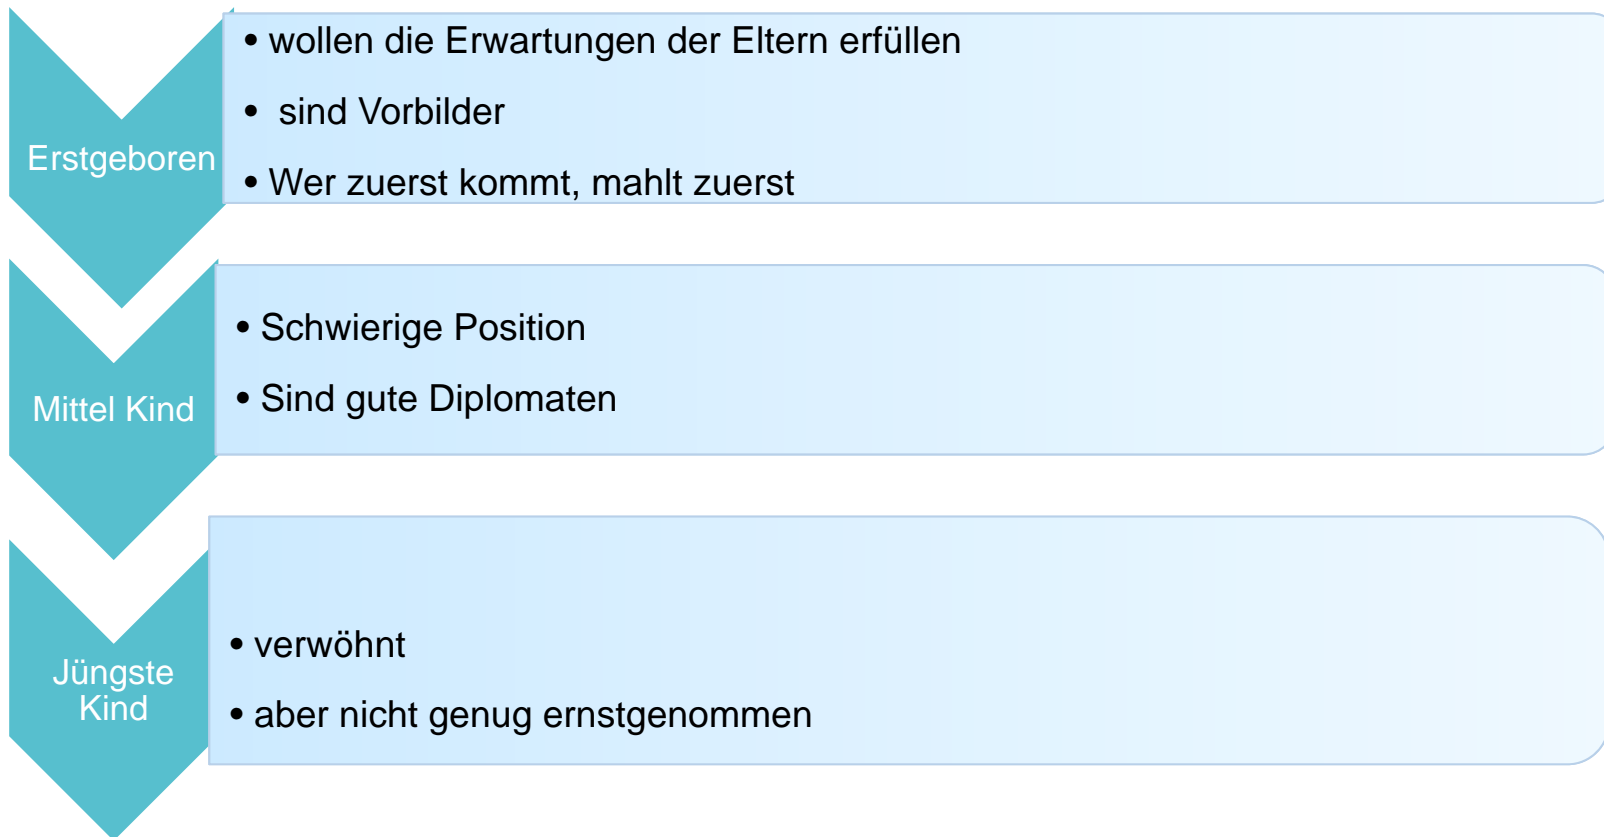 Erstgeboren
• wollen die Erwartungen der Eltern erfüllen
• sind Vorbilder
• Wer zuerst kommt, mahlt zuerst
Mittel Kind
• Schwierige Position
• Sind gute Diplomaten
Jüngste
Kind
• verwöhnt
• aber nicht genug ernstgenommen